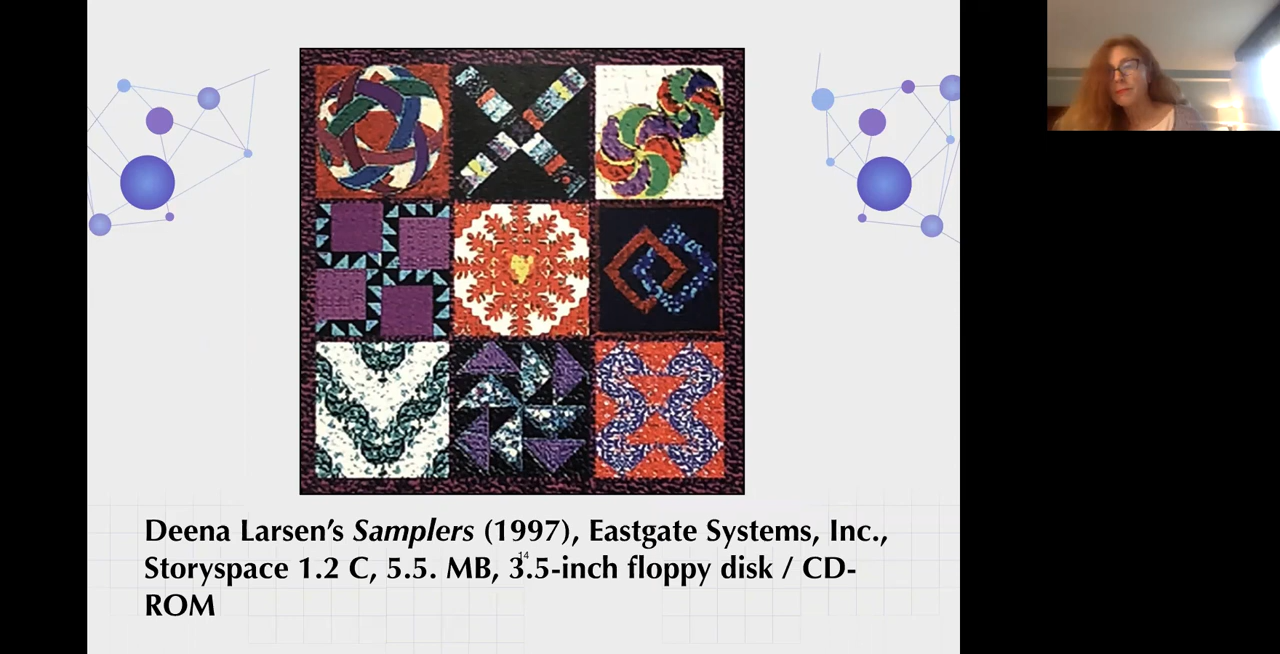 Deena Larsen’s Samplers (1997), Eastgate Systems, Inc.,
14
Storyspace 1.2 C, 5.5. MB, 3.5-inch floppy disk / CD-
ROM